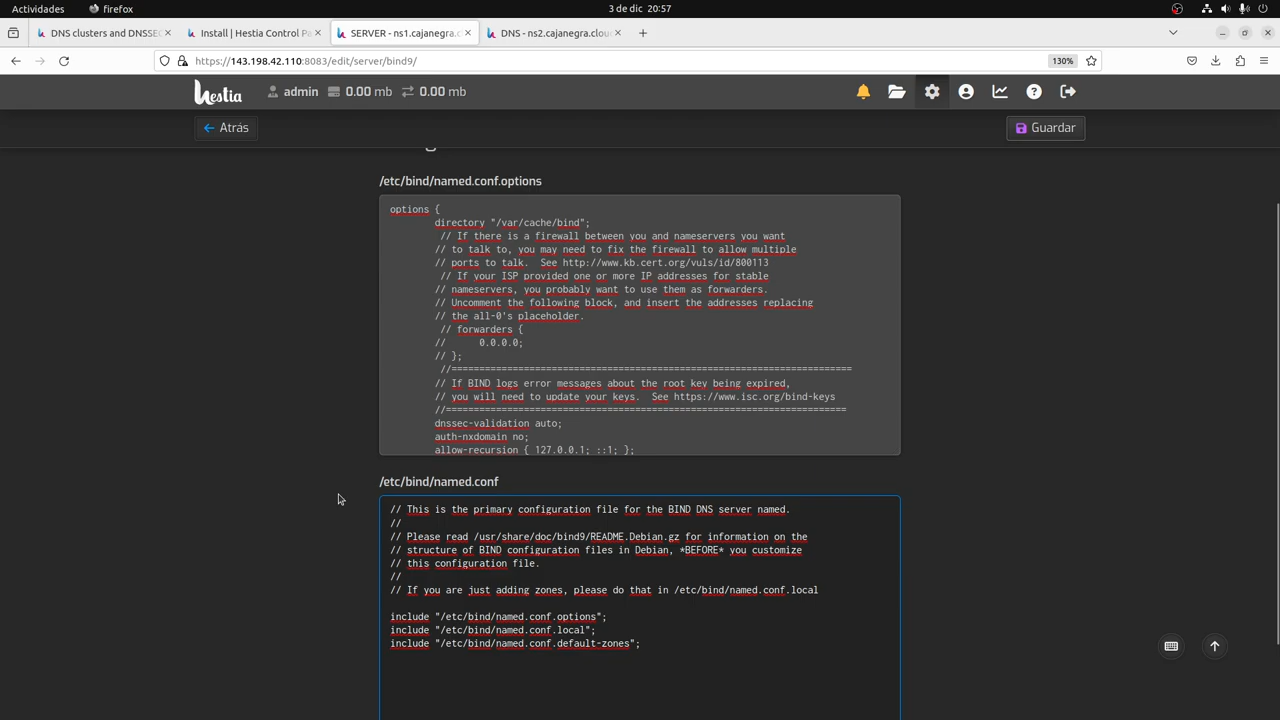 Actividades firefox 3 de dic 20:57
DNS clusters and DNSSEC × Install | Hestia Control Pa × SERVER - ns1.cajanegra.c × DNS - ns2.cajanegra.clou ×
https://143.198.42.110:8083/edit/server/bind9/ 130%
hestia admin 0.00 mb 0.00 mb
Atrás Guardar
/etc/bind/named.conf.options
options {
directory "/var/cache/bind";
// If there is a firewall between you and nameservers you want
// to talk to, you may need to fix the firewall to allow multiple
// ports to talk. See http://www.kb.cert.org/vuls/id/800113
// If your ISP provided one or more IP addresses for stable
// nameservers, you probably want to use them as forwarders.
// Uncomment the following block, and insert the addresses replacing
// the all-0's placeholder.
// forwarders {
// 0.0.0.0;
// };
//========================================================================
// If BIND logs error messages about the root key being expired,
// you will need to update your keys. See https://www.isc.org/bind-keys
//========================================================================
dnssec-validation auto;
auth-nxdomain no;
allow-recursion { 127.0.0.1; ::1; };
/etc/bind/named.conf
// This is the primary configuration file for the BIND DNS server named.
//
// Please read /usr/share/doc/bind9/README.Debian.gz for information on the
// structure of BIND configuration files in Debian, *BEFORE* you customize
// this configuration file.
//
// If you are just adding zones, please do that in /etc/bind/named.conf.local
include "/etc/bind/named.conf.options";
include "/etc/bind/named.conf.local";
include "/etc/bind/named.conf.default-zones";